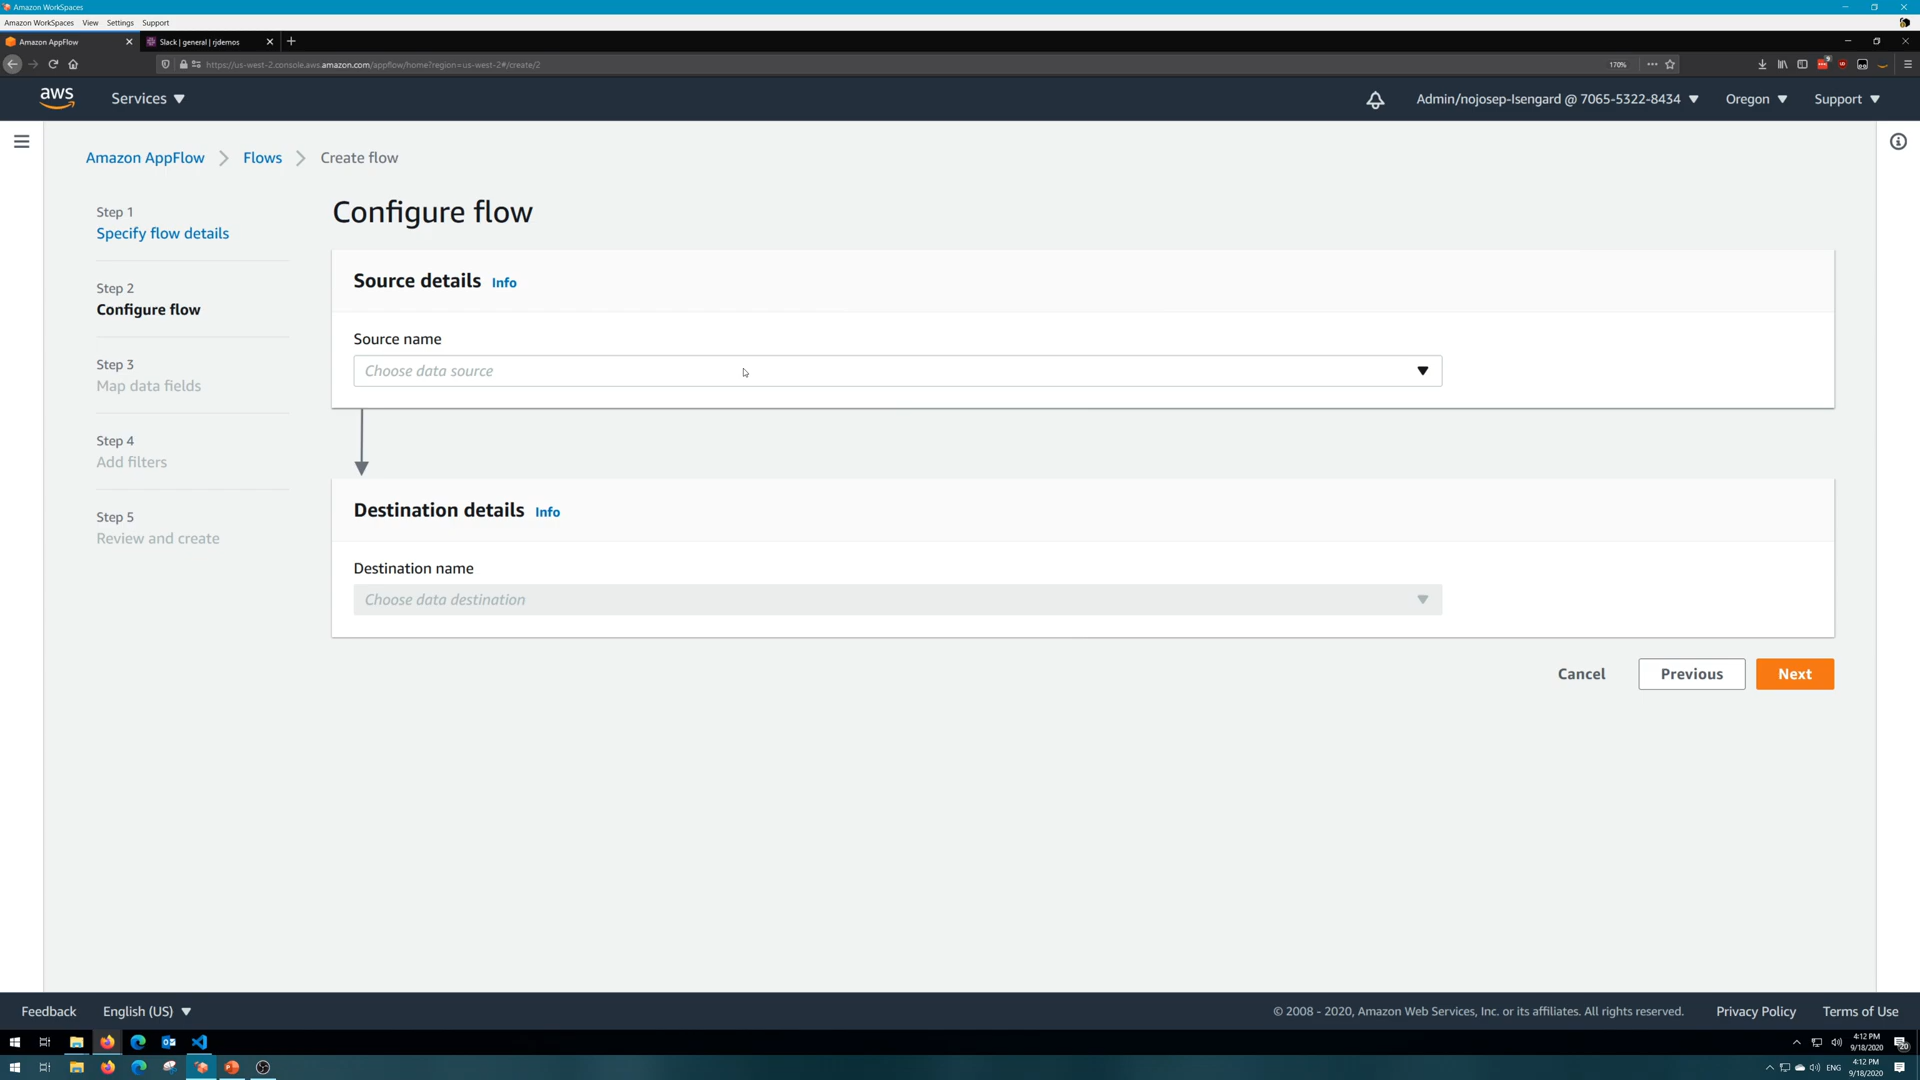 Amazon WorkSpaces
Amazon WorkSpaces View Settings Support
Amazon AppFlow
Slack | general | rjdemos
https://us-west-2.console.aws.amazon.com/appflow/home?region=us-west-2#/create/2
170%
aws
Services
Admin/nojosep-Isengard @ 7065-5322-8434
Oregon
Support
Amazon AppFlow
Flows
Create flow
Step 1
Specify flow details
Step 2
Configure flow
Step 3
Map data fields
Step 4
Add filters
Step 5
Review and create
Configure flow
Source details Info
Source name
Choose data source
Destination details Info
Destination name
Choose data destination
Cancel
Previous
Next
Feedback
English (US)
© 2008 - 2020, Amazon Web Services, Inc. or its affiliates. All rights reserved.
Privacy Policy
Terms of Use
4:12 PM
9/18/2020
20
ENG
4:12 PM
9/18/2020